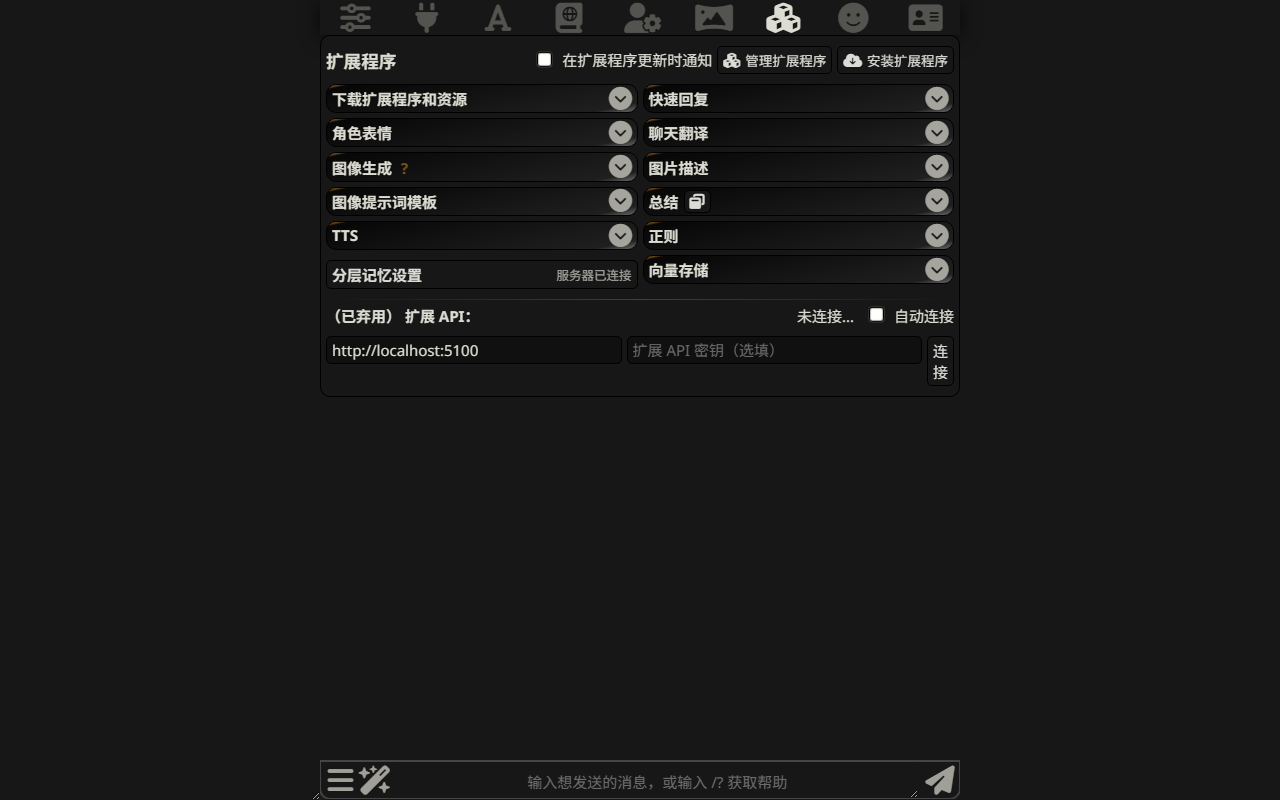 扩展程序
在扩展程序更新时通知
管理扩展程序
安装扩展程序
下载扩展程序和资源
快速回复
角色表情
聊天翻译
图像生成 ?
图片描述
图像提示词模板
总结
TTS
正则
分层记忆设置
服务器已连接
向量存储
（已弃用） 扩展 API：
未连接...
自动连接
http://localhost:5100
扩展 API 密钥（选填）
连
接
输入想发送的消息，或输入 /? 获取帮助